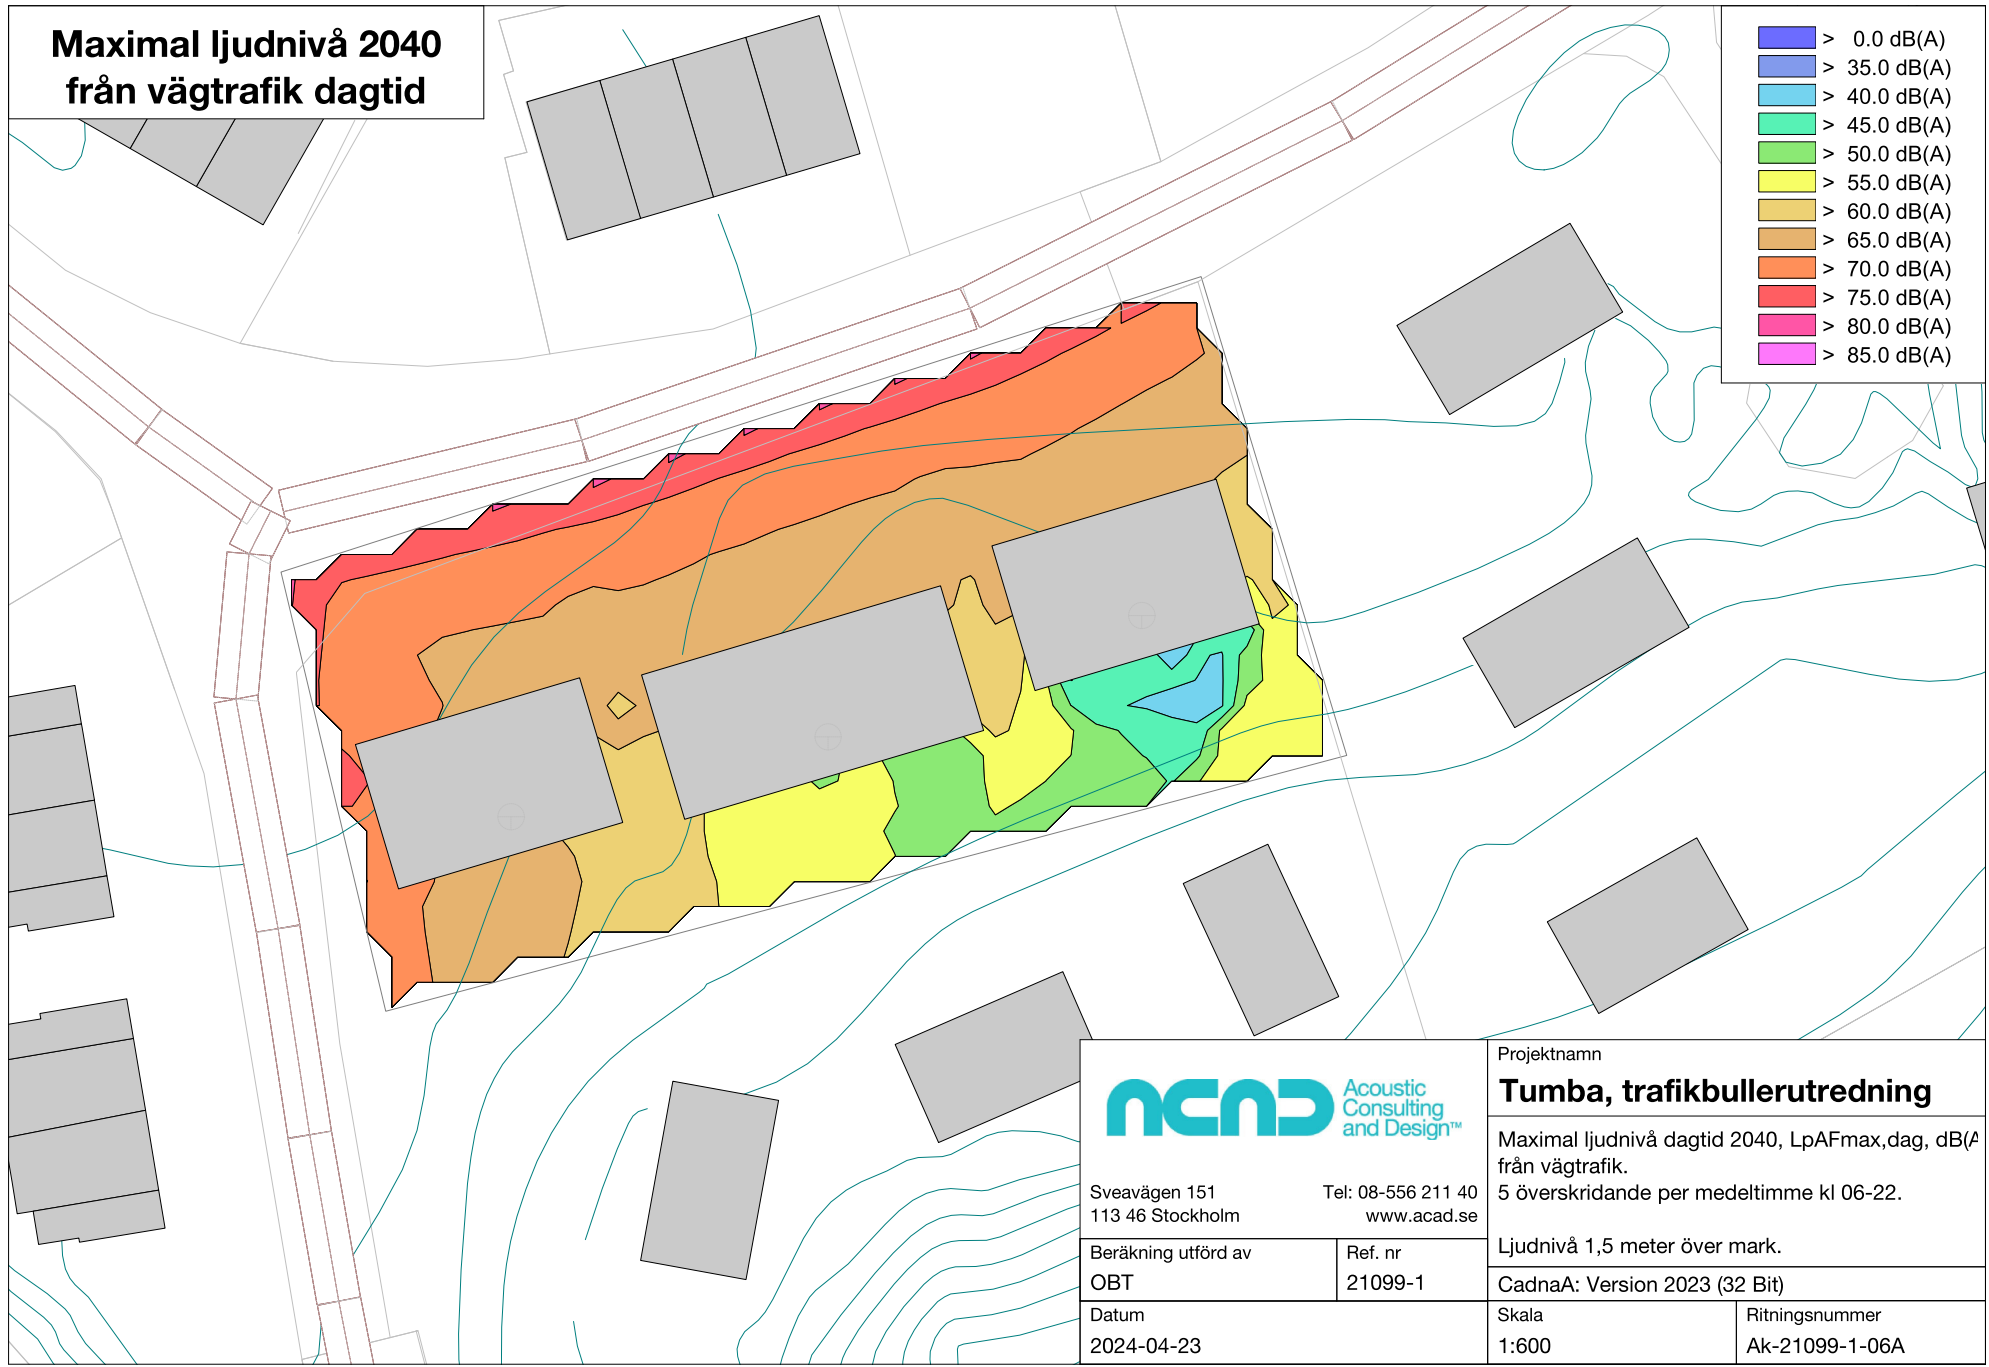 Maximal ljudnivå 2040
från vägtrafik dagtid
> 0.0 dB(A)
> 35.0 dB(A)
> 40.0 dB(A)
> 45.0 dB(A)
> 50.0 dB(A)
> 55.0 dB(A)
> 60.0 dB(A)
> 65.0 dB(A)
> 70.0 dB(A)
> 75.0 dB(A)
> 80.0 dB(A)
> 85.0 dB(A)
ACAD
Acoustic
Consulting
and Design™
Sveavägen 151
113 46 Stockholm
Tel: 08-556 211 40
www.acad.se
Beräkning utförd av
OBT
Ref. nr
21099-1
Datum
2024-04-23
Projektnamn
Tumba, trafikbullerutredning
Maximal ljudnivå dagtid 2040, LpAFmax,dag, dB(A
från vägtrafik.
5 överskridande per medeltimme kl 06-22.
Ljudnivå 1,5 meter över mark.
CadnaA: Version 2023 (32 Bit)
Skala
1:600
Ritningsnummer
Ak-21099-1-06A